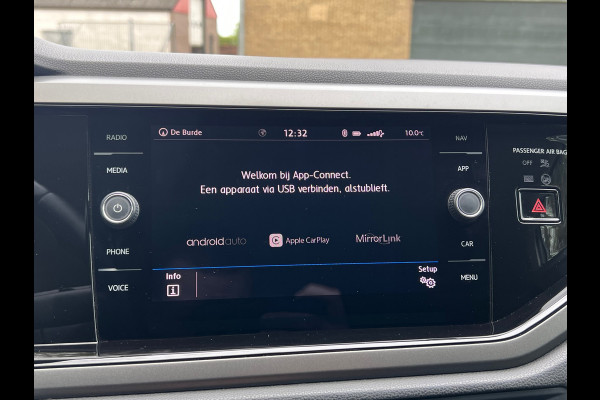 De Burde 12:32 10.0°C
Welkom bij App-Connect.
Een apparaat via USB verbinden, alstublieft.
androidauto Apple CarPlay MirrorLink
Info Setup
RADIO
MEDIA
PHONE
VOICE
NAV
APP
CAR
MENU
PASSENGER AIR BAG
OFF